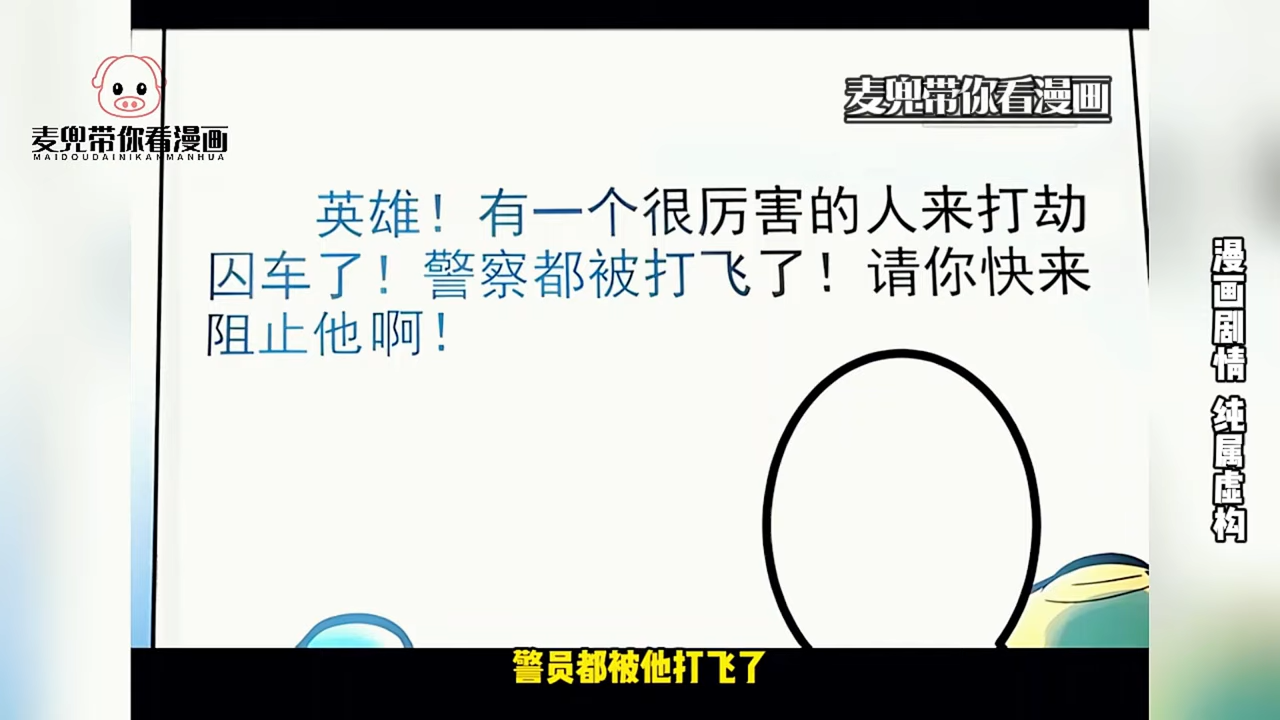 麦兜带你看漫画
MAIDOUDAINIKANMANHUA
麦兜带你看漫画
英雄！有一个很厉害的人来打劫
囚车了！警察都被打飞了！请你快来
阻止他啊！
漫画剧情 纯属虚构
警员都被他打飞了